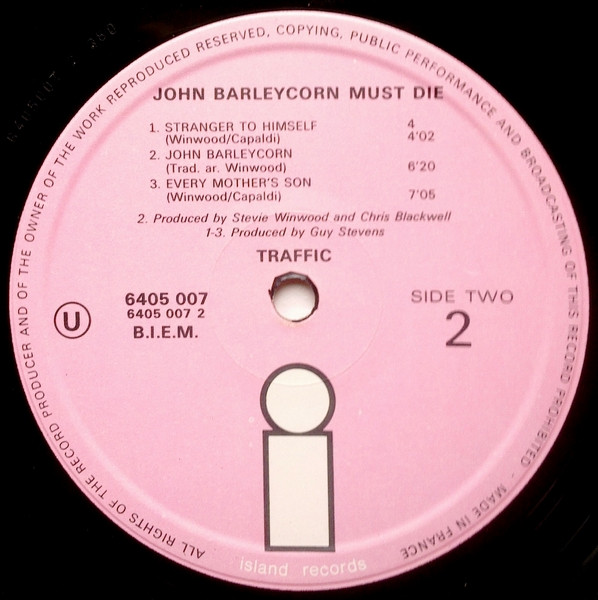 JOHN BARLEYCORN MUST DIE
1. STRANGER TO HIMSELF 4
(Winwood/Capaldi) 4'02
2. JOHN BARLEYCORN
(Trad. ar. Winwood) 6'20
3. EVERY MOTHER'S SON
(Winwood/Capaldi) 7'05
2. Produced by Stevie Winwood and Chris Blackwell
1-3. Produced by Guy Stevens
TRAFFIC
U
6405 007
6405 007 2
B.I.E.M.
SIDE TWO
2
i
island records
ALL RIGHTS OF THE RECORD PRODUCER AND OF THE OWNER OF THE WORK REPRODUCED RESERVED, COPYING, PUBLIC PERFORMANCE AND BROADCASTING OF THIS RECORD PROHIBITED - MADE IN FRANCE